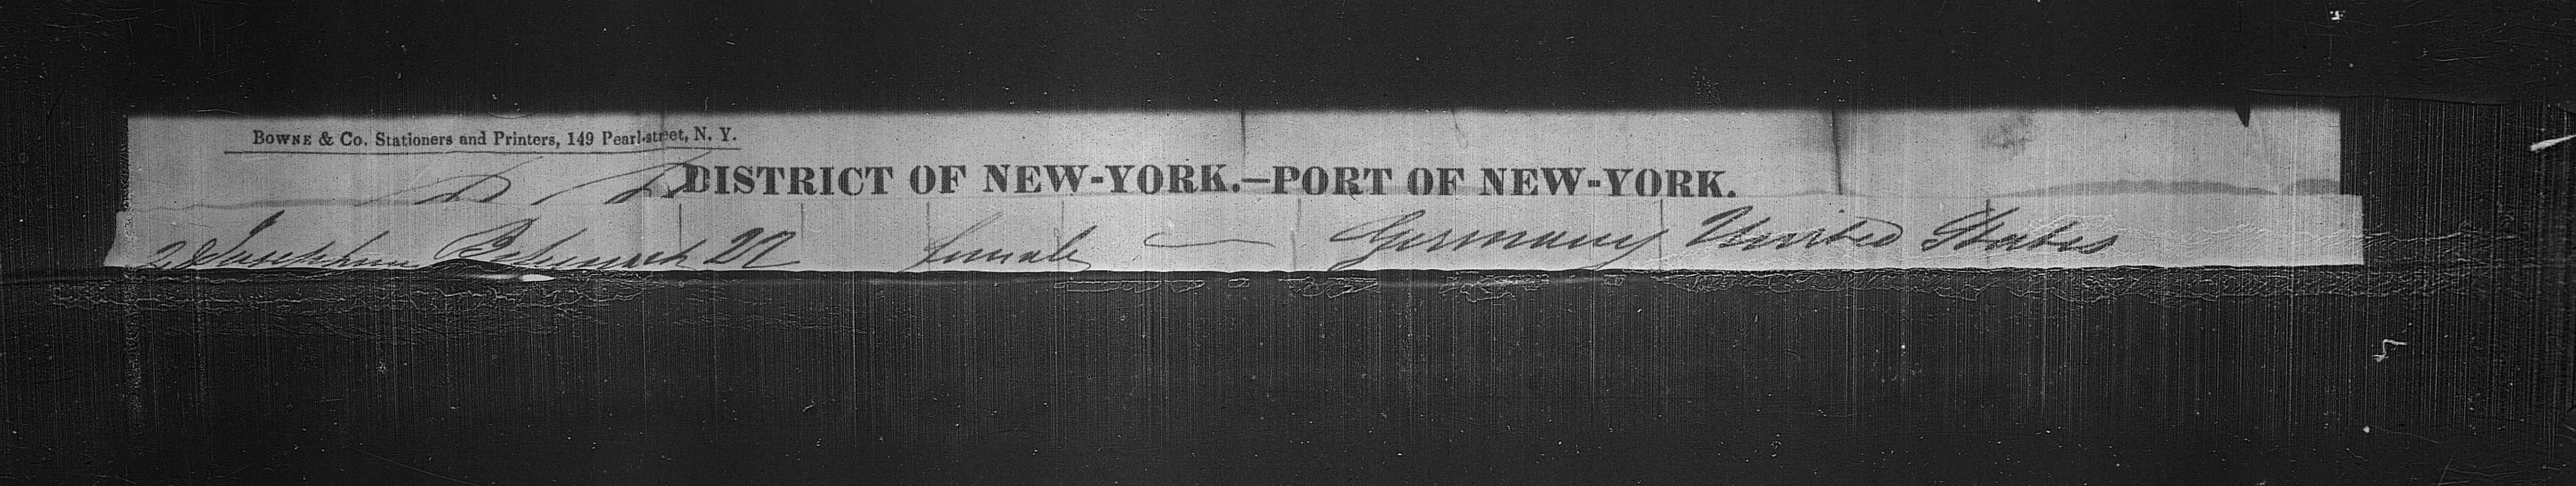 BOWNE & Co. Stationers and Printers, 149 Pearl-street, N. Y.
DISTRICT OF NEW-YORK.—PORT OF NEW-YORK.
27 female — Germany United States